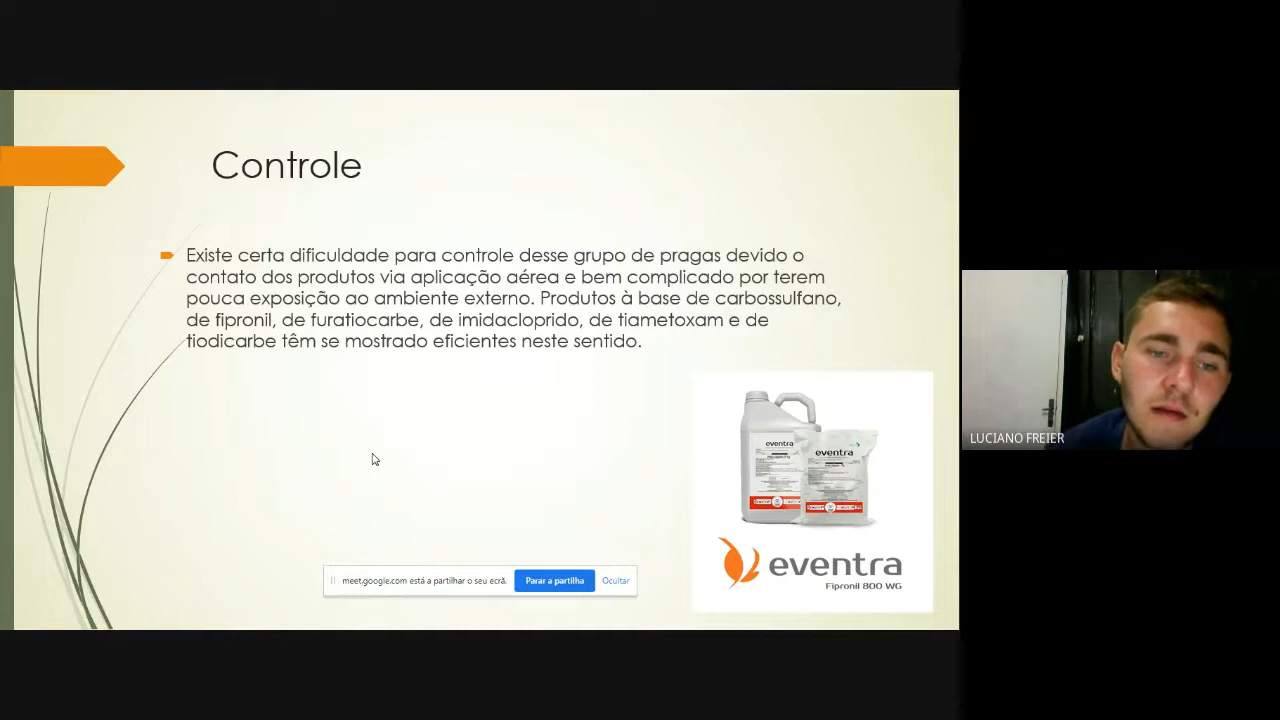 Controle
Existe certa dificuldade para controle desse grupo de pragas devido o
contato dos produtos via aplicação aérea e bem complicado por terem
pouca exposição ao ambiente externo. Produtos à base de carbossulfano,
de fipronil, de furatiocarbe, de imidacloprido, de tiametoxam e de
tiodicarbe têm se mostrado eficientes neste sentido.
eventra
eventra
eventra
Fipronil 800 WG
meet.google.com está a partilhar o seu ecrã.
Parar a partilha
Ocultar
LUCIANO FREIER